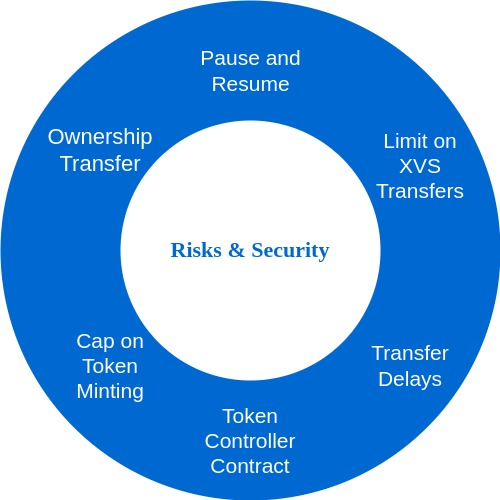 Pause and
Resume
Limit on
XVS
Transfers
Transfer
Delays
Token
Controller
Contract
Cap on
Token
Minting
Ownership
Transfer
Risks & Security